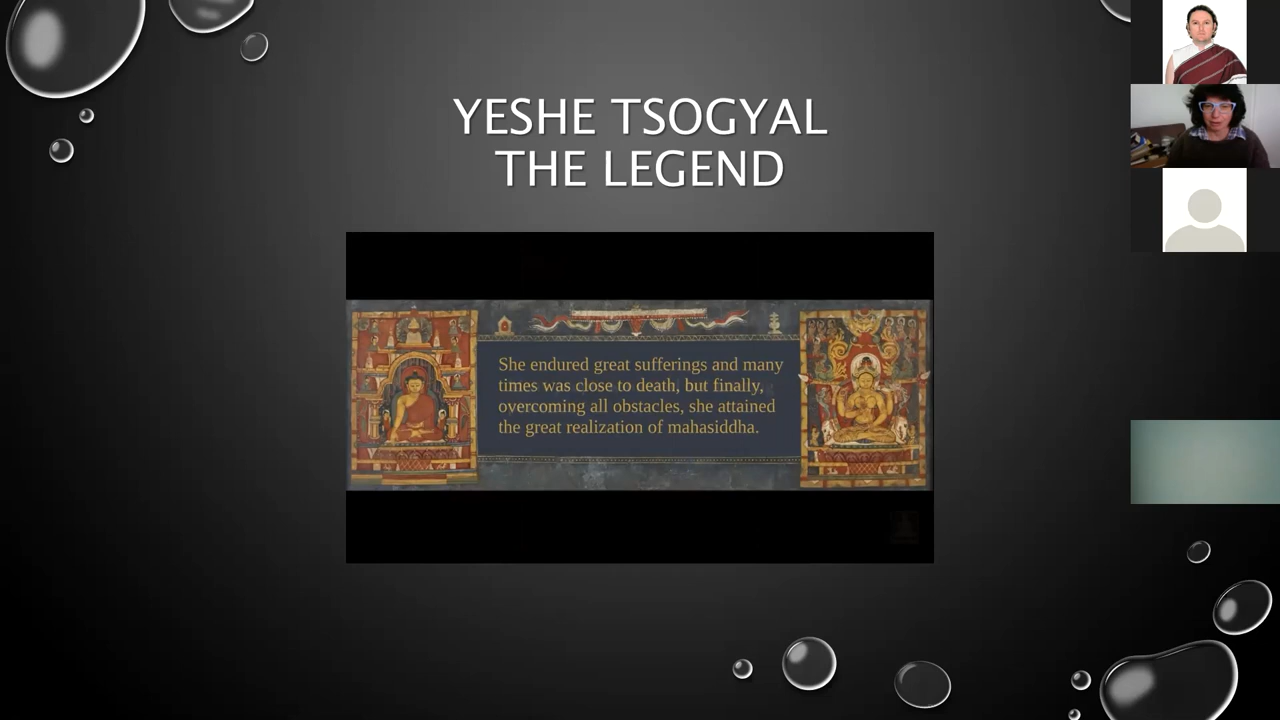 YESHE TSOGYAL
THE LEGEND
She endured great sufferings and many
times was close to death, but finally,
overcoming all obstacles, she attained
the great realization of mahasiddha.